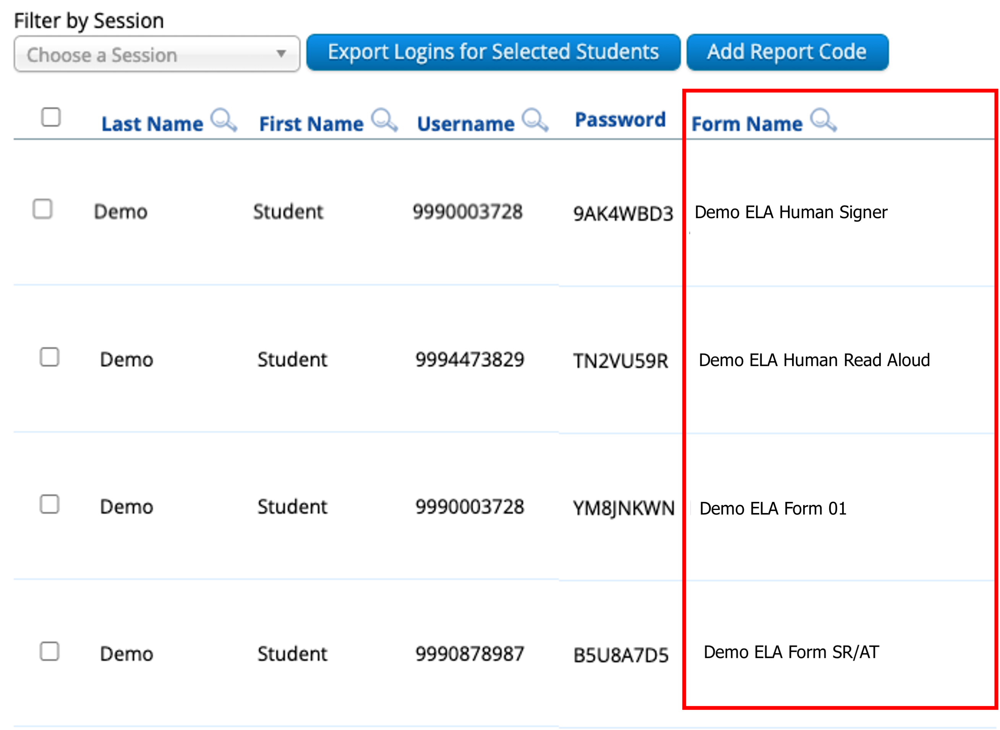 Filter by Session
Choose a Session Export Logins for Selected Students Add Report Code
Last Name First Name Username Password Form Name
Demo Student 9990003728 9AK4WBD3 Demo ELA Human Signer
Demo Student 9994473829 TN2VU59R Demo ELA Human Read Aloud
Demo Student 9990003728 YM8JNKWN Demo ELA Form 01
Demo Student 9990878987 B5U8A7D5 Demo ELA Form SR/AT